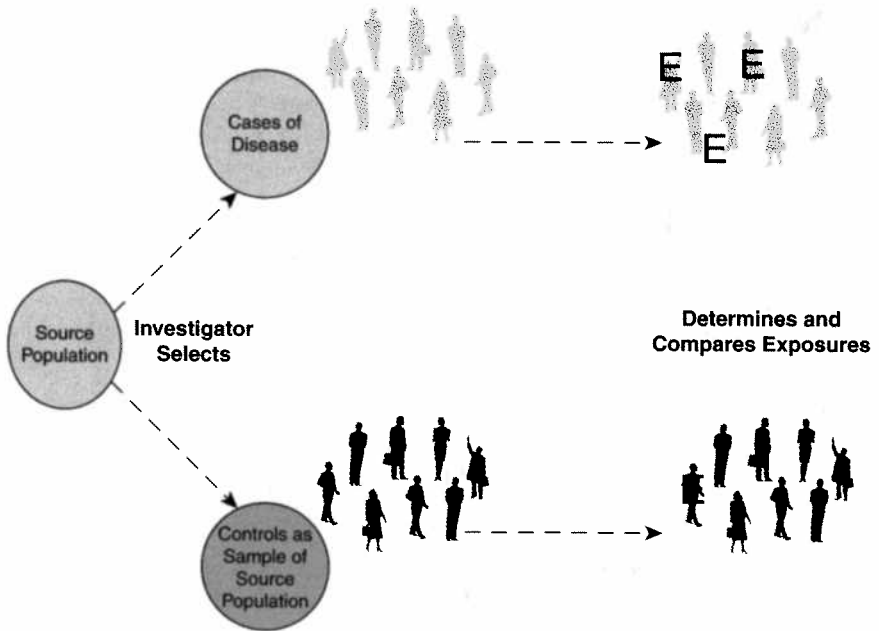 Cases of
Disease
E
E
E
Source
Population
Investigator
Selects
Determines and
Compares Exposures
E
Controls as
Sample of
Source
Population